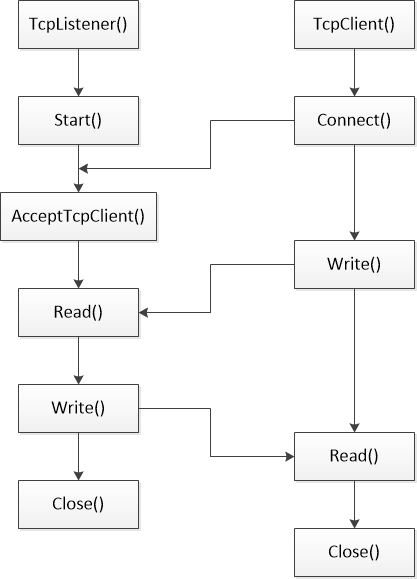 TcpListener()
TcpClient()
Start()
Connect()
AcceptTcpClient()
Write()
Read()
Write()
Read()
Close()
Close()